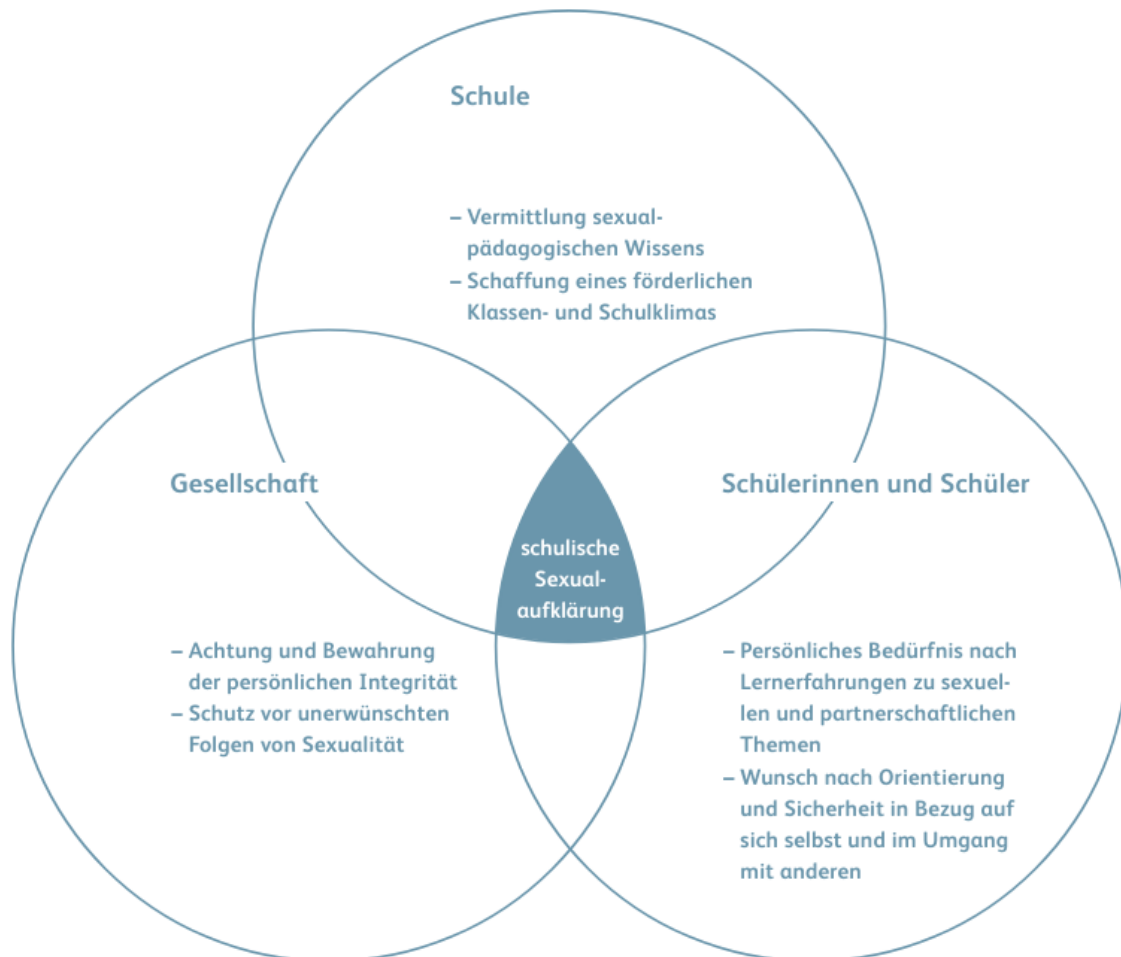 Schule
– Vermittlung sexual-
pädagogischen Wissens
– Schaffung eines förderlichen
Klassen- und Schulklimas
Gesellschaft
– Achtung und Bewahrung
der persönlichen Integrität
– Schutz vor unerwünschten
Folgen von Sexualität
schulische
Sexual-
aufklärung
Schülerinnen und Schüler
– Persönliches Bedürfnis nach
Lernerfahrungen zu sexuel-
len und partnerschaftlichen
Themen
– Wunsch nach Orientierung
und Sicherheit in Bezug auf
sich selbst und im Umgang
mit anderen